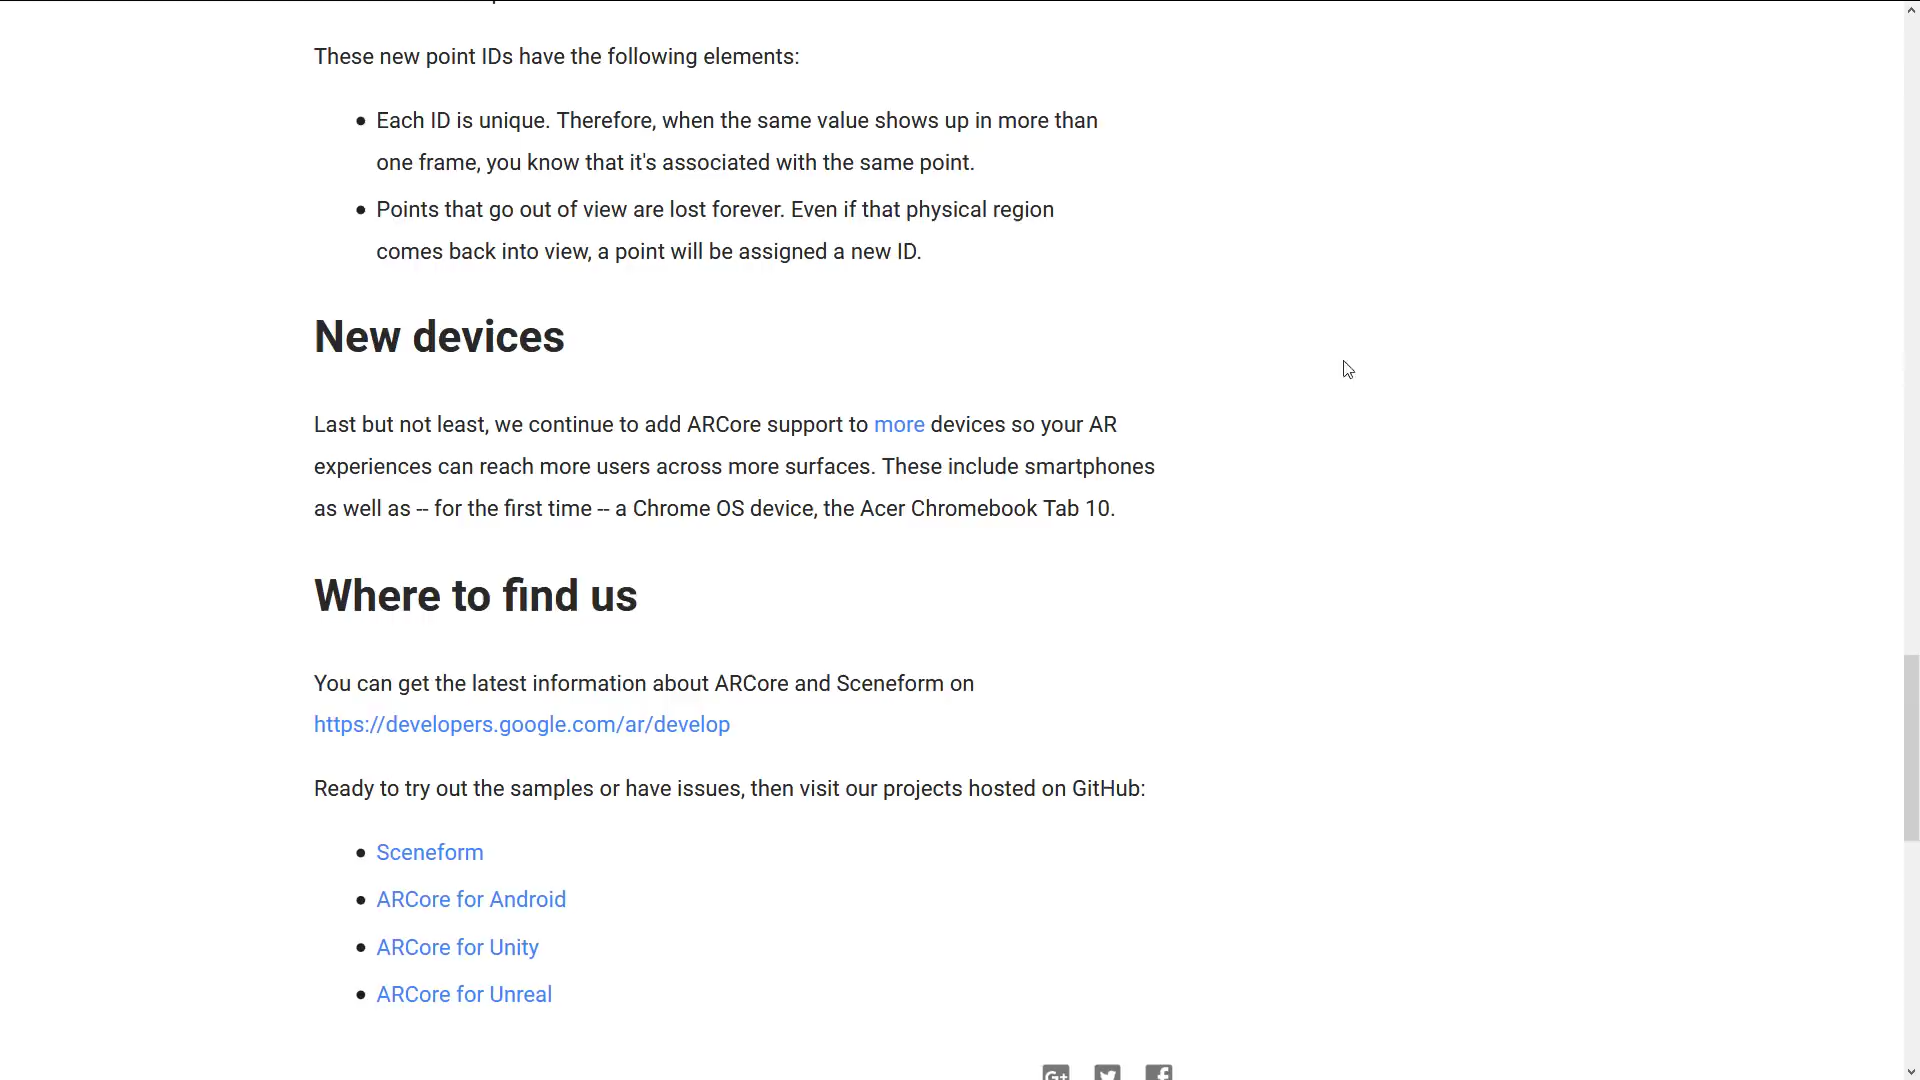 These new point IDs have the following elements:
Each ID is unique. Therefore, when the same value shows up in more than
one frame, you know that it's associated with the same point.
Points that go out of view are lost forever. Even if that physical region
comes back into view, a point will be assigned a new ID.
New devices
Last but not least, we continue to add ARCore support to more devices so your AR
experiences can reach more users across more surfaces. These include smartphones
as well as -- for the first time -- a Chrome OS device, the Acer Chromebook Tab 10.
Where to find us
You can get the latest information about ARCore and Sceneform on
https://developers.google.com/ar/develop
Ready to try out the samples or have issues, then visit our projects hosted on GitHub:
Sceneform
ARCore for Android
ARCore for Unity
ARCore for Unreal